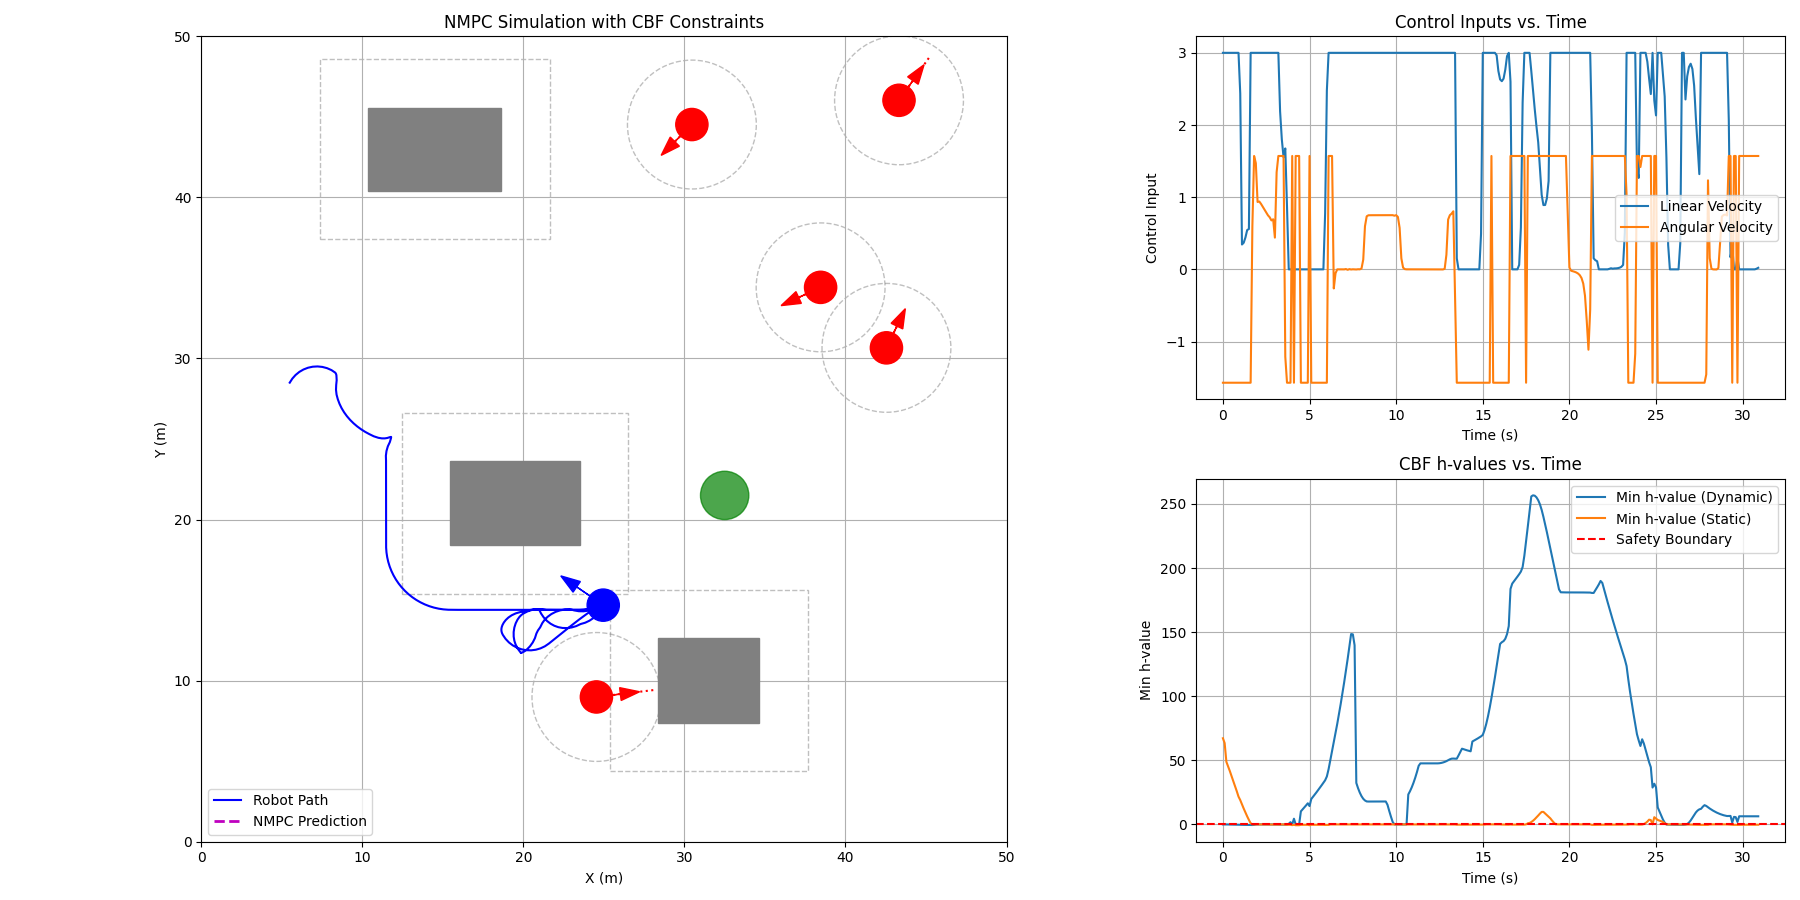 NMPC Simulation with CBF Constraints
50
40
30
20
10
0
Y (m)
0 10 20 30 40 50
X (m)
Robot Path
NMPC Prediction
Control Inputs vs. Time
3
2
1
0
−1
Control Input
0 5 10 15 20 25 30
Time (s)
Linear Velocity
Angular Velocity
CBF h-values vs. Time
250
200
150
100
50
0
Min h-value
0 5 10 15 20 25 30
Time (s)
Min h-value (Dynamic)
Min h-value (Static)
Safety Boundary